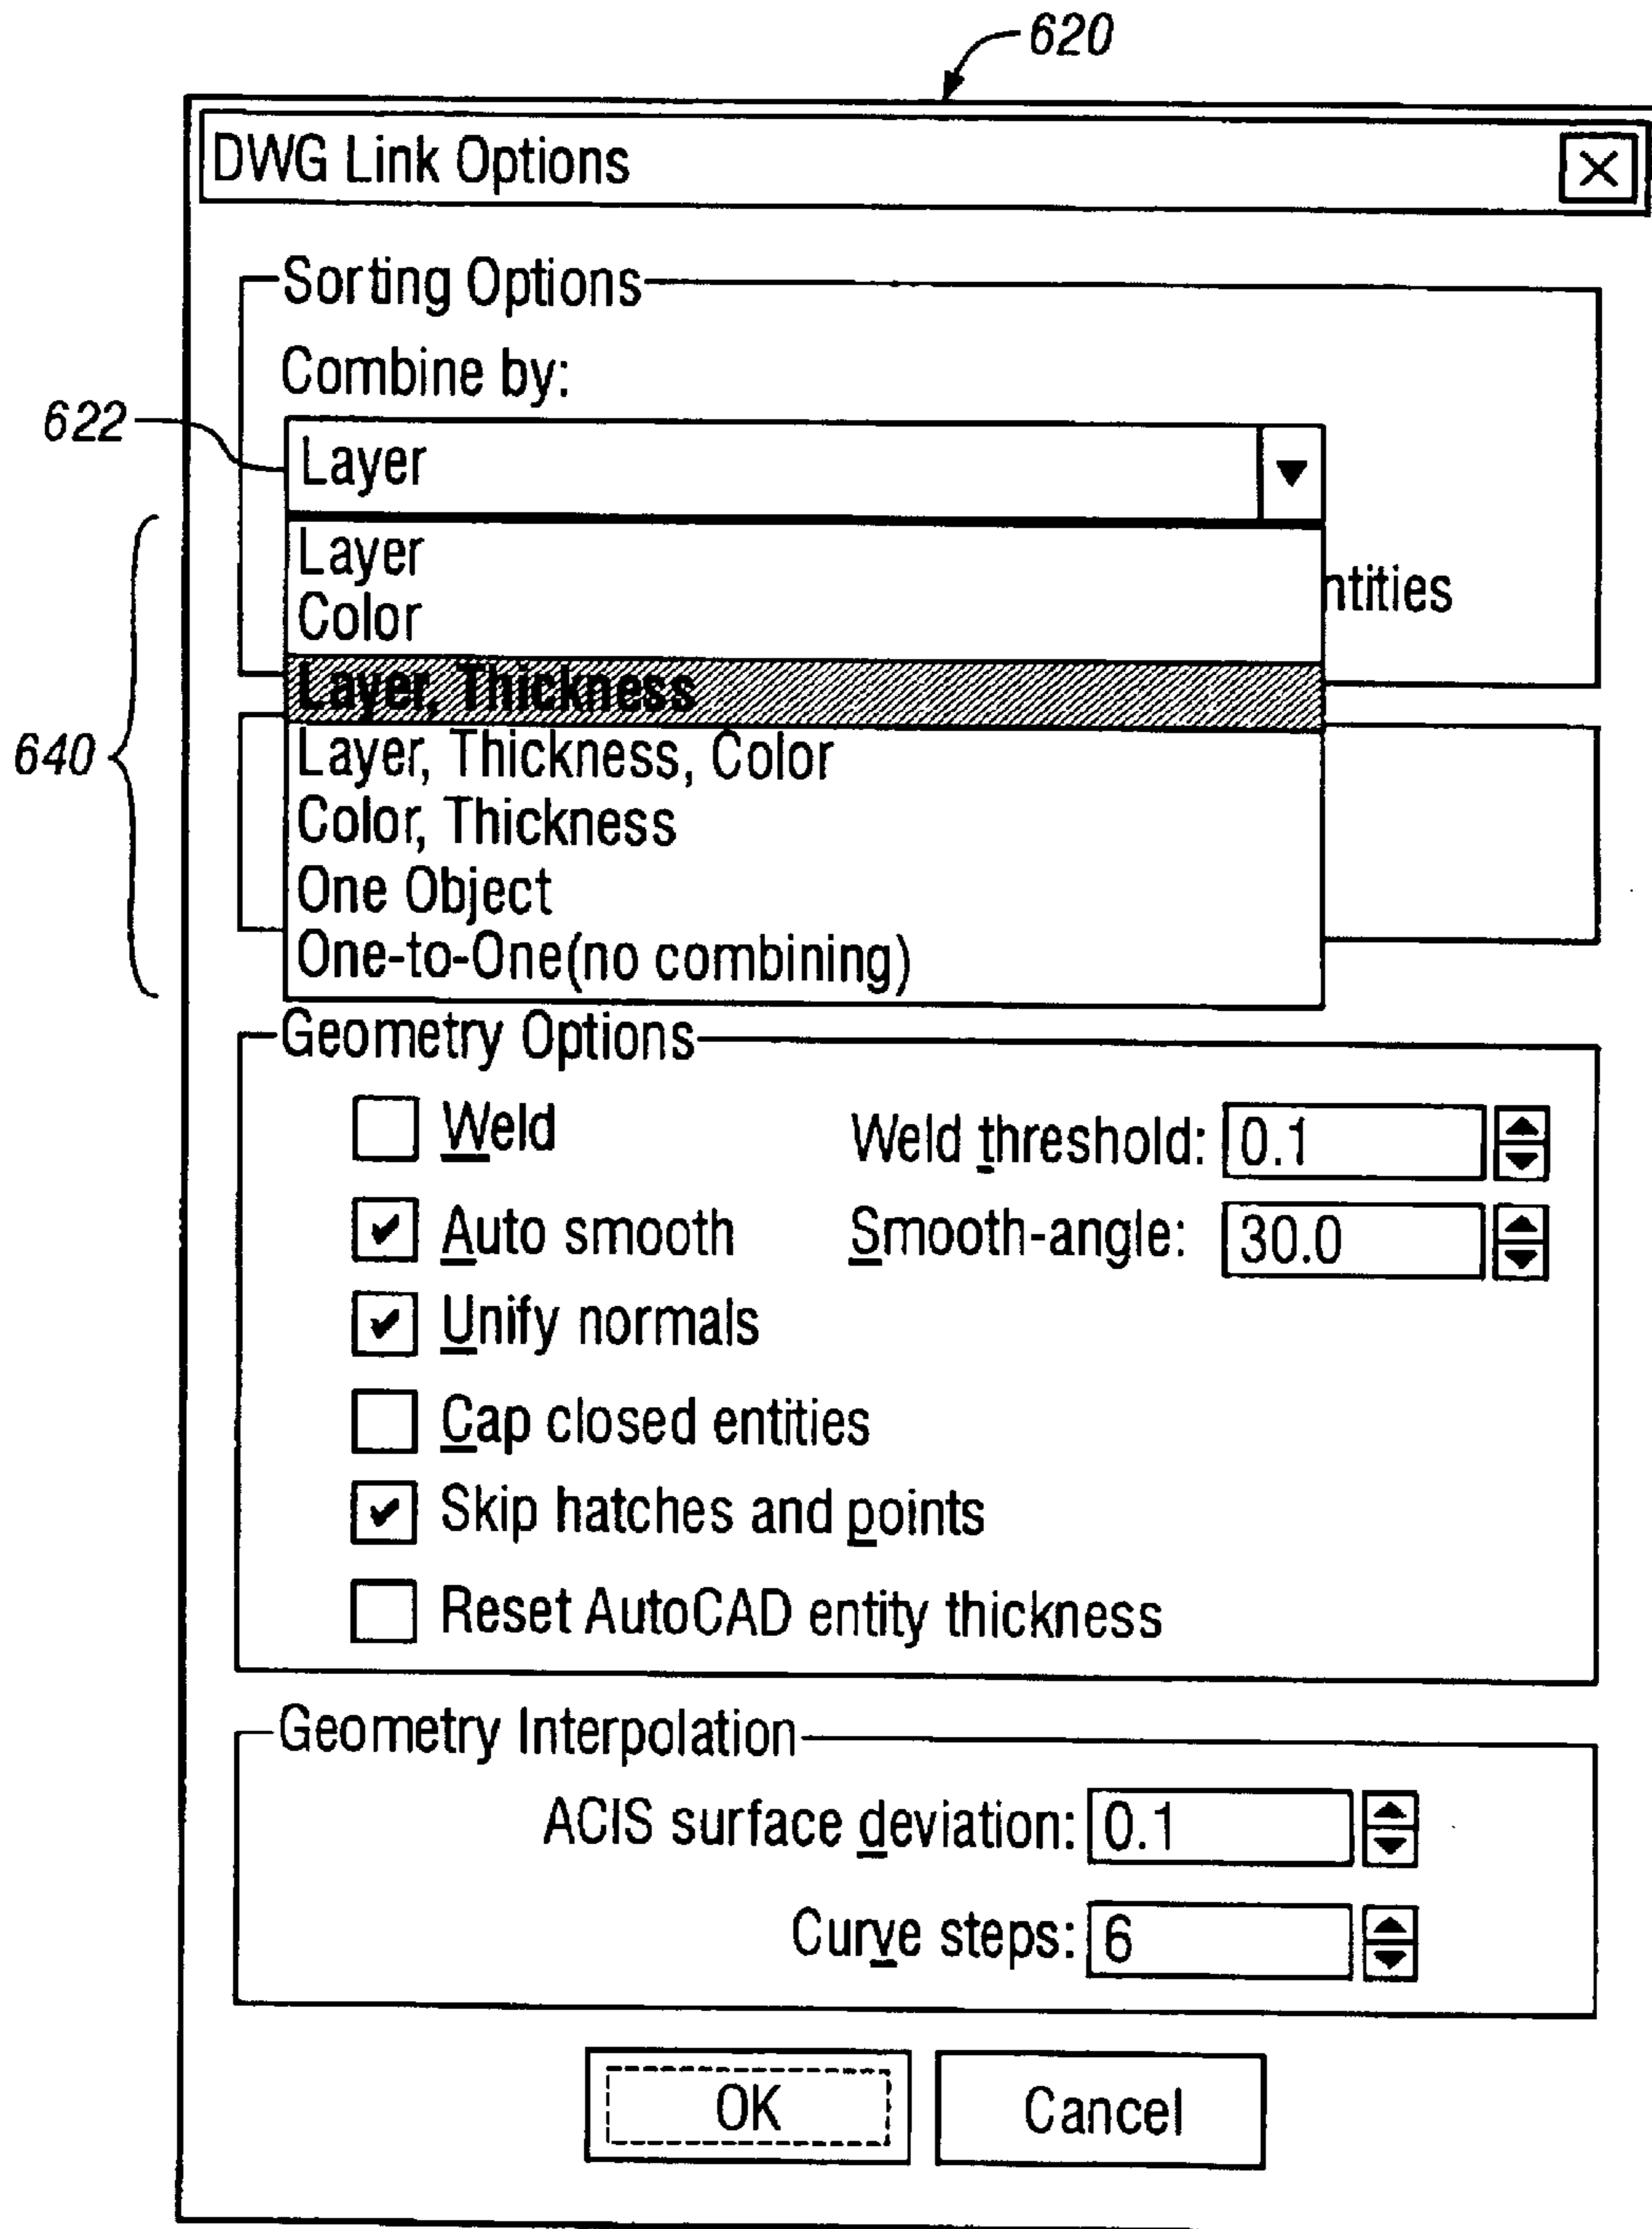 620
DWG Link Options
Sorting Options
Combine by:
622
Layer
Layer
ntities
Color
Layer, Thickness
640
Layer, Thickness, Color
Color, Thickness
One Object
One-to-One(no combining)
Geometry Options
Weld Weld threshold: 0.1
Auto smooth Smooth-angle: 30.0
Unify normals
Cap closed entities
Skip hatches and points
Reset AutoCAD entity thickness
Geometry Interpolation
ACIS surface deviation: 0.1
Curve steps: 6
OK Cancel